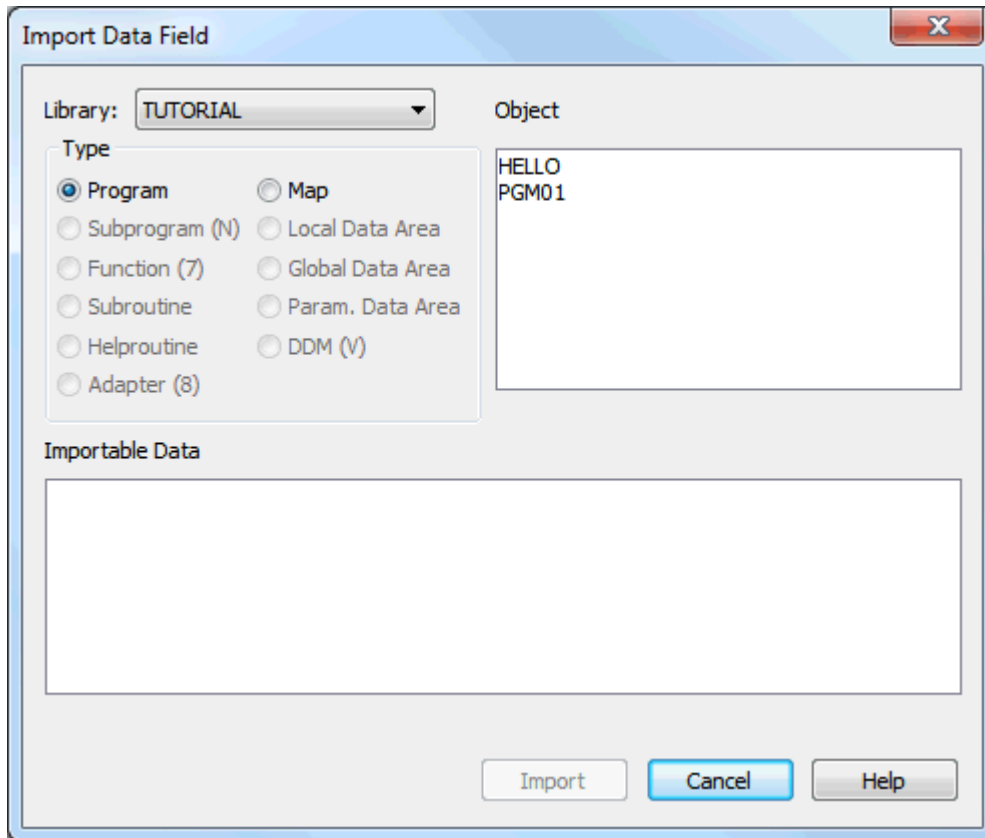 Import Data Field
Library: TUTORIAL
Object
Type
Program
Map
Subprogram (N)
Local Data Area
Function (7)
Global Data Area
Subroutine
Param. Data Area
Helproutine
DDM (V)
Adapter (8)
HELLO
PGM01
Importable Data
Import
Cancel
Help